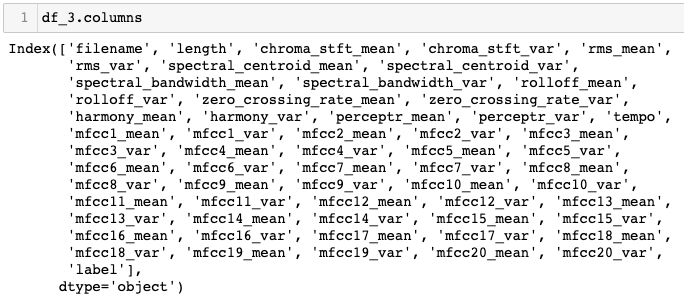 1 df_3.columns
Index(['filename', 'length', 'chroma_stft_mean', 'chroma_stft_var', 'rms_mean',
'rms_var', 'spectral_centroid_mean', 'spectral_centroid_var',
'spectral_bandwidth_mean', 'spectral_bandwidth_var', 'rolloff_mean',
'rolloff_var', 'zero_crossing_rate_mean', 'zero_crossing_rate_var',
'harmony_mean', 'harmony_var', 'perceptr_mean', 'perceptr_var', 'tempo',
'mfcc1_mean', 'mfcc1_var', 'mfcc2_mean', 'mfcc2_var', 'mfcc3_mean',
'mfcc3_var', 'mfcc4_mean', 'mfcc4_var', 'mfcc5_mean', 'mfcc5_var',
'mfcc6_mean', 'mfcc6_var', 'mfcc7_mean', 'mfcc7_var', 'mfcc8_mean',
'mfcc8_var', 'mfcc9_mean', 'mfcc9_var', 'mfcc10_mean', 'mfcc10_var',
'mfcc11_mean', 'mfcc11_var', 'mfcc12_mean', 'mfcc12_var', 'mfcc13_mean',
'mfcc13_var', 'mfcc14_mean', 'mfcc14_var', 'mfcc15_mean', 'mfcc15_var',
'mfcc16_mean', 'mfcc16_var', 'mfcc17_mean', 'mfcc17_var', 'mfcc18_mean',
'mfcc18_var', 'mfcc19_mean', 'mfcc19_var', 'mfcc20_mean', 'mfcc20_var',
'label'],
dtype='object')